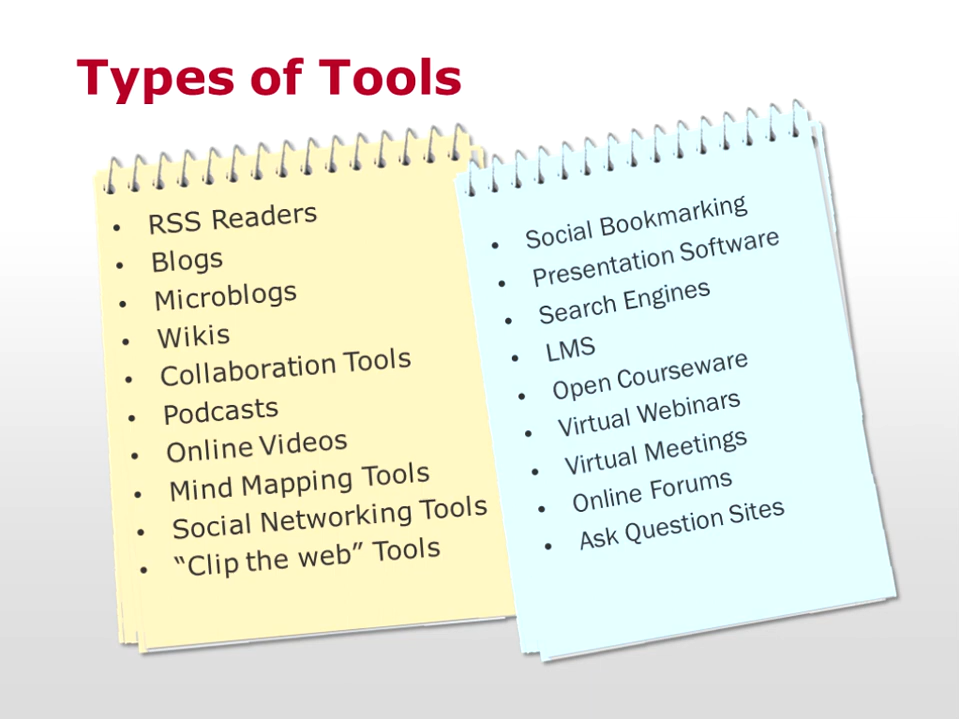 Types of Tools
• RSS Readers
• Blogs
• Microblogs
• Wikis
• Collaboration Tools
• Podcasts
• Online Videos
• Mind Mapping Tools
• Social Networking Tools
• “Clip the web” Tools
• Social Bookmarking
• Presentation Software
• Search Engines
• LMS
• Open Courseware
• Virtual Webinars
• Virtual Meetings
• Online Forums
• Ask Question Sites